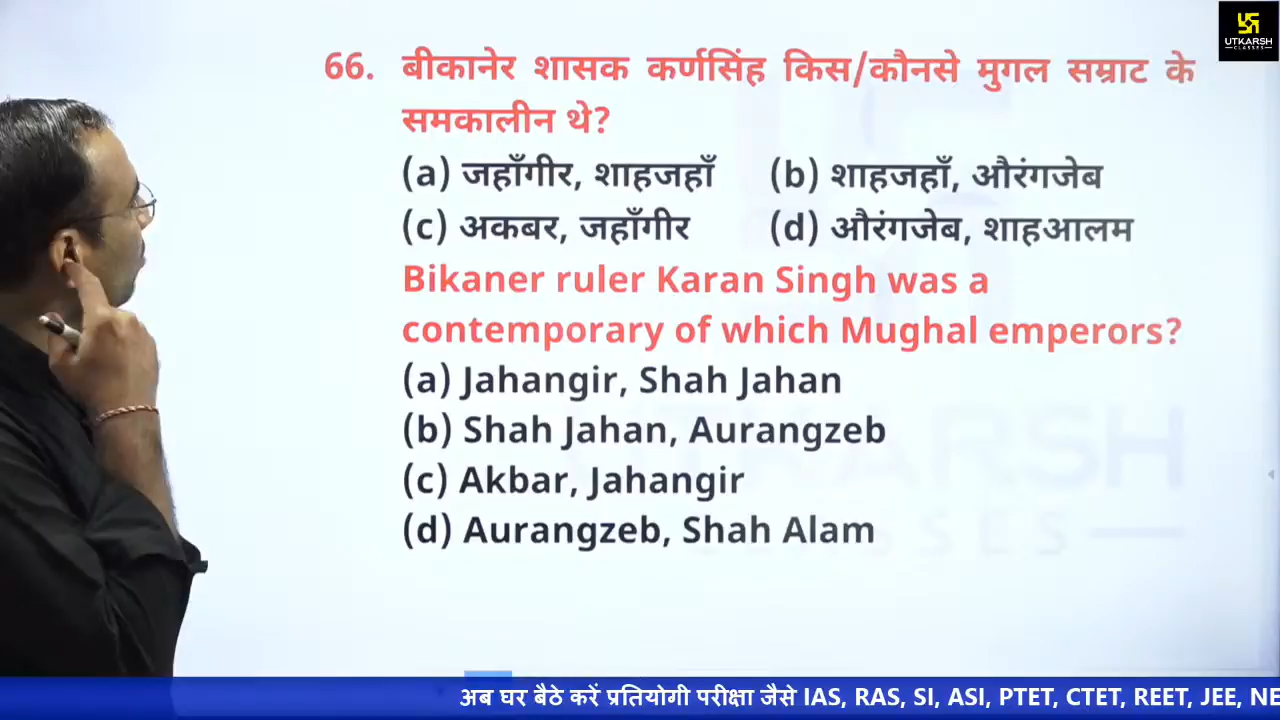 UTKARSH
CLASSES
66. बीकानेर शासक कर्णसिंह किस/कौनसे मुगल सम्राट के
समकालीन थे?
(a) जहाँगीर, शाहजहाँ (b) शाहजहाँ, औरंगजेब
(c) अकबर, जहाँगीर (d) औरंगजेब, शाहआलम
Bikaner ruler Karan Singh was a
contemporary of which Mughal emperors?
(a) Jahangir, Shah Jahan
(b) Shah Jahan, Aurangzeb
(c) Akbar, Jahangir
(d) Aurangzeb, Shah Alam
अब घर बैठे करें प्रतियोगी परीक्षा जैसे IAS, RAS, SI, ASI, PTET, CTET, REET, JEE, NE